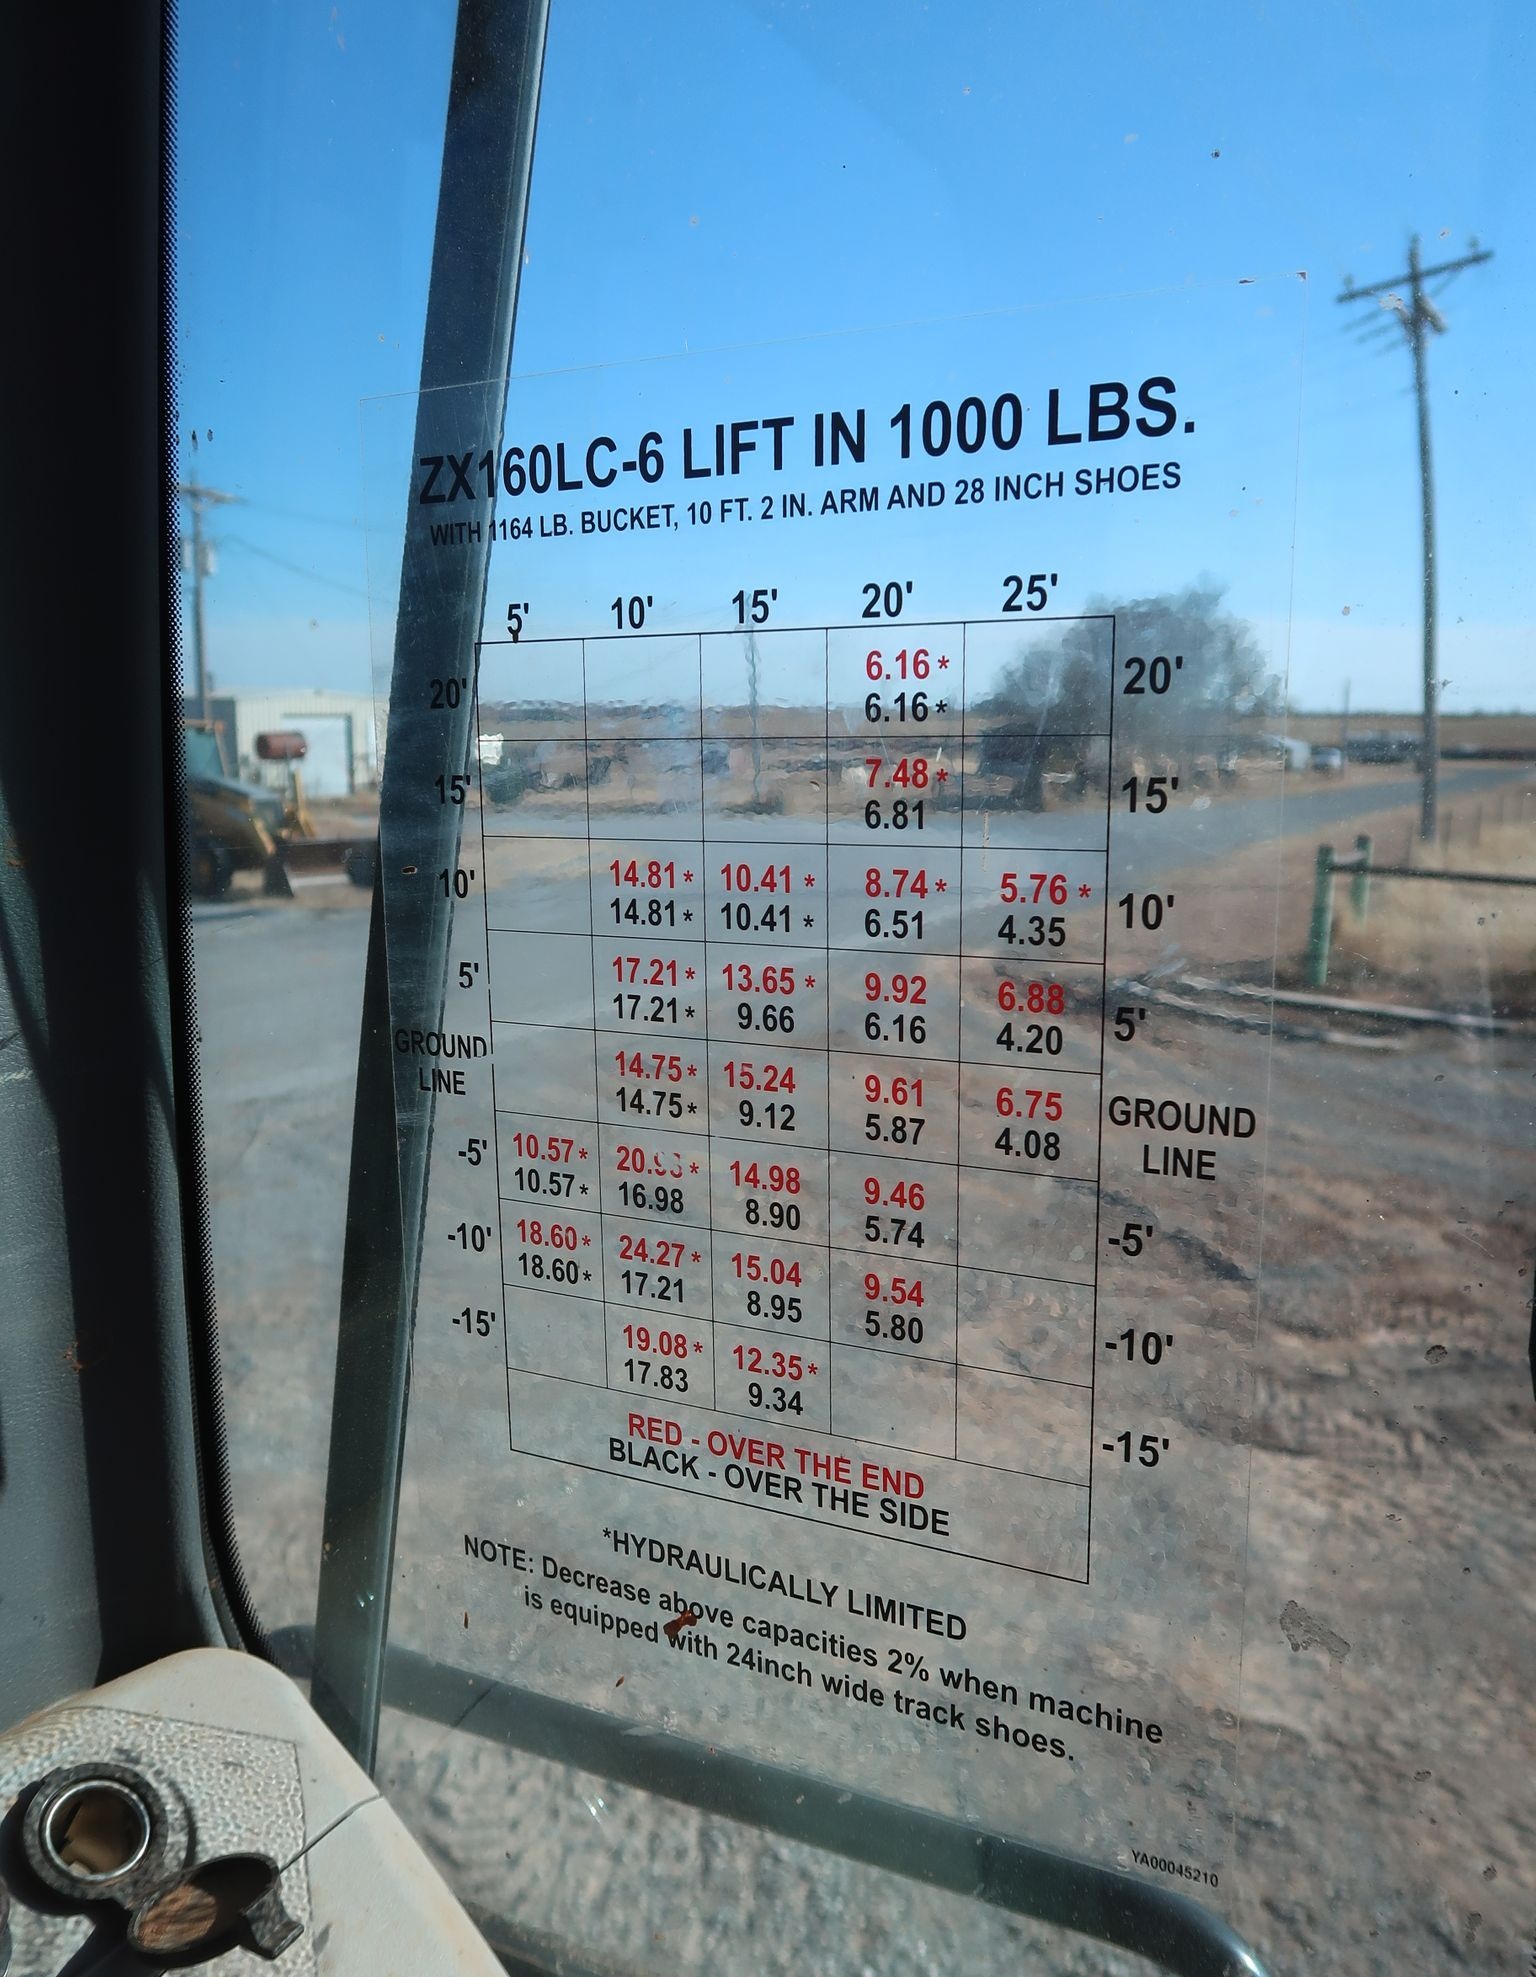 ZX160LC-6 LIFT IN 1000 LBS.
WITH 1164 LB. BUCKET, 10 FT. 2 IN. ARM AND 28 INCH SHOES
5' 10' 15' 20' 25'
20' 6.16* 20'
6.16*
15' 7.48* 15'
6.81
10' 14.81* 10.41* 8.74* 5.76* 10'
14.81* 10.41* 6.51 4.35
5' 17.21* 13.65* 9.92 6.88 5'
17.21* 9.66 6.16 4.20
GROUND 14.75* 15.24 9.61 6.75 GROUND
LINE 14.75* 9.12 5.87 4.08 LINE
-5' 10.57* 14.98 9.46 -5'
10.57* 16.98 8.90 5.74
-10' 18.60* 24.27* 15.04 9.54 -10'
18.60* 17.21 8.95 5.80
-15' 19.08* 12.35* -15'
17.83 9.34
RED - OVER THE END
BLACK - OVER THE SIDE
*HYDRAULICALLY LIMITED
NOTE: Decrease above capacities 2% when machine
is equipped with 24inch wide track shoes.
YA00045210